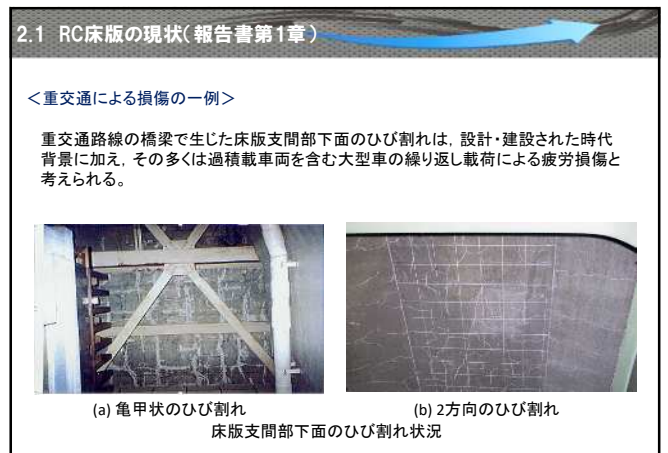 2.1 RC床版の現状(報告書第1章)
＜重交通による損傷の一例＞
重交通路線の橋梁で生じた床版支間部下面のひび割れは，設計・建設された時代
背景に加え，その多くは過積載車両を含む大型車の繰り返し載荷による疲労損傷と
考えられる。
(a) 亀甲状のひび割れ
(b) 2方向のひび割れ
床版支間部下面のひび割れ状況